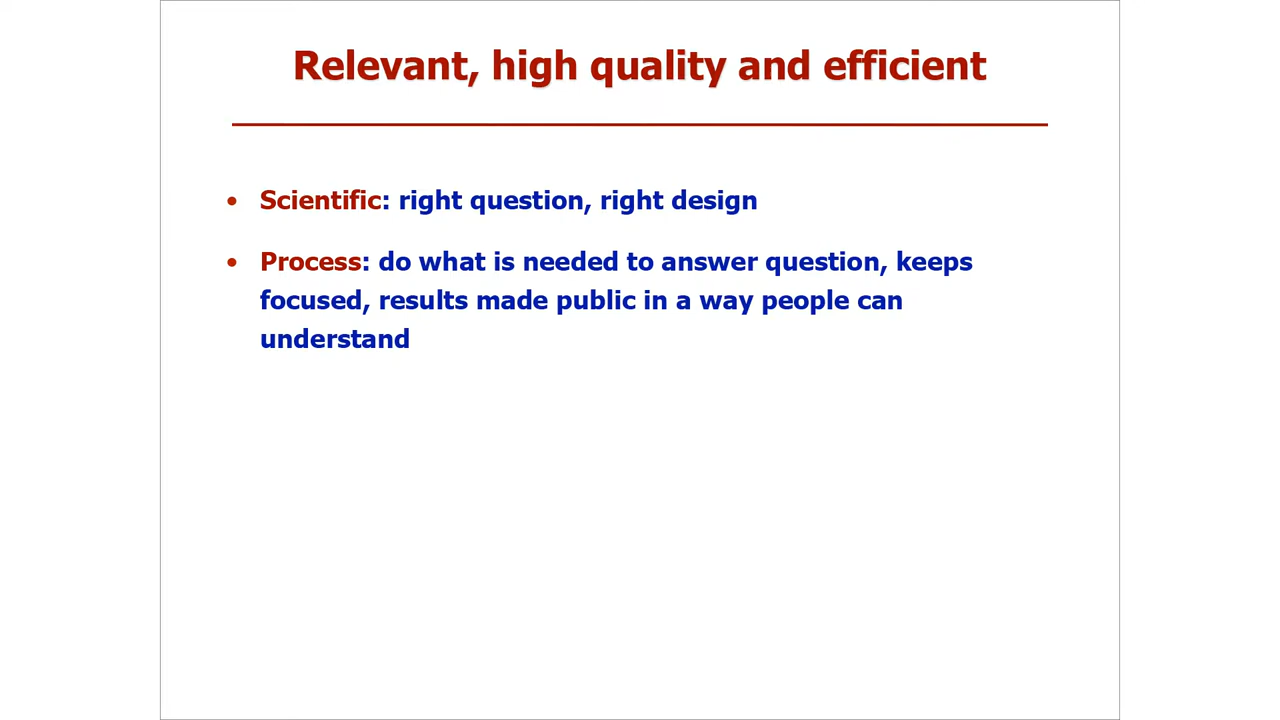 Relevant, high quality and efficient
• Scientific: right question, right design
• Process: do what is needed to answer question, keeps
focused, results made public in a way people can
understand